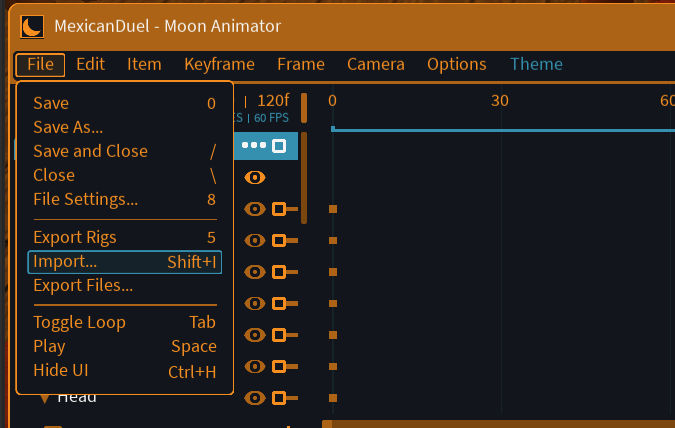 MexicanDuel - Moon Animator
File Edit Item Keyframe Frame Camera Options Theme
Save 0
Save As...
Save and Close /
Close \
File Settings... 8
Export Rigs 5
Import... Shift+I
Export Files...
Toggle Loop Tab
Play Space
Hide UI Ctrl+H
| 120f
| 60 FPS
0 30 60
Head